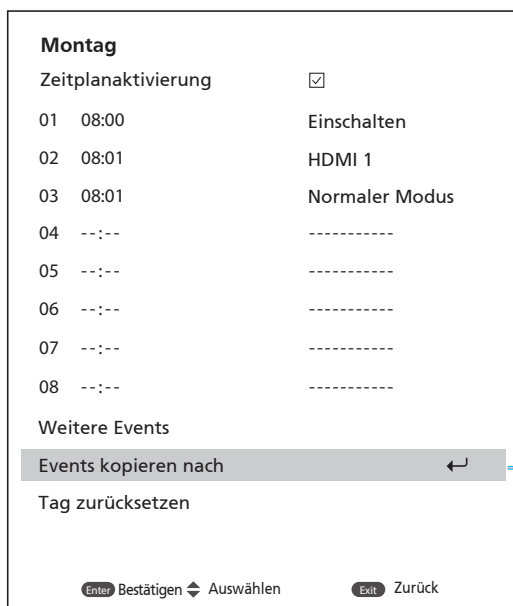 Montag
Zeitplanaktivierung ☑
01 08:00 Einschalten
02 08:01 HDMI 1
03 08:01 Normaler Modus
04 --:-- -----------
05 --:-- -----------
06 --:-- -----------
07 --:-- -----------
08 --:-- -----------
Weitere Events
Events kopieren nach
Tag zurücksetzen
Enter Bestätigen Auswählen Exit Zurück